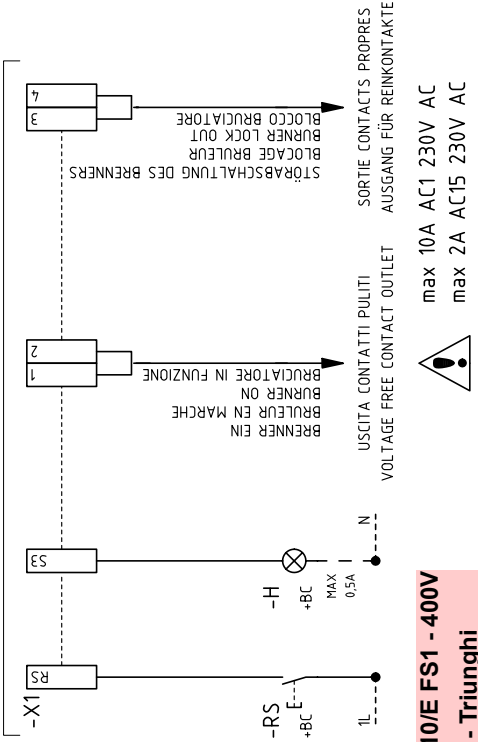 -X1
RS
S3
1
2
3
4
BRENNER EIN
BRULEUR EN MARCHE
BURNER ON
BRUCIATORE IN FUNZIONE
STÖRABSCHALTUNG DES BRENNERS
BLOCAGE BRULEUR
BURNER LOCK OUT
BLOCCO BRUCIATORE
-RS
+BC
-H
+BC
MAX
0,5A
1L
N
USCITA CONTATTI PULITI
VOLTAGE FREE CONTACT OUTLET
SORTIE CONTACTS PROPRES
AUSGANG FÜR REINKONTAKTE
max 10A AC1 230V AC
max 2A AC15 230V AC
10/E FS1 - 400V
- Triunghi